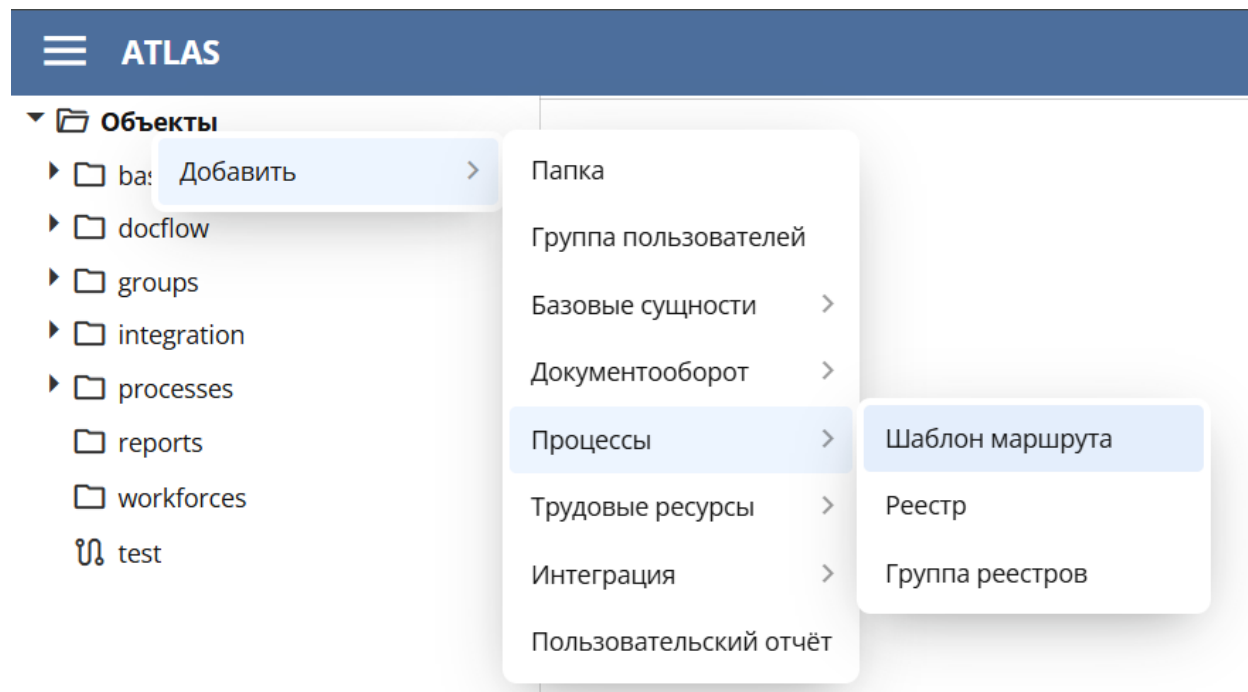 ATLAS
Объекты
bas
docflow
groups
integration
processes
reports
workforces
test
Добавить
Папка
Группа пользователей
Базовые сущности
Документооборот
Процессы
Трудовые ресурсы
Интеграция
Пользовательский отчёт
Шаблон маршрута
Реестр
Группа реестров